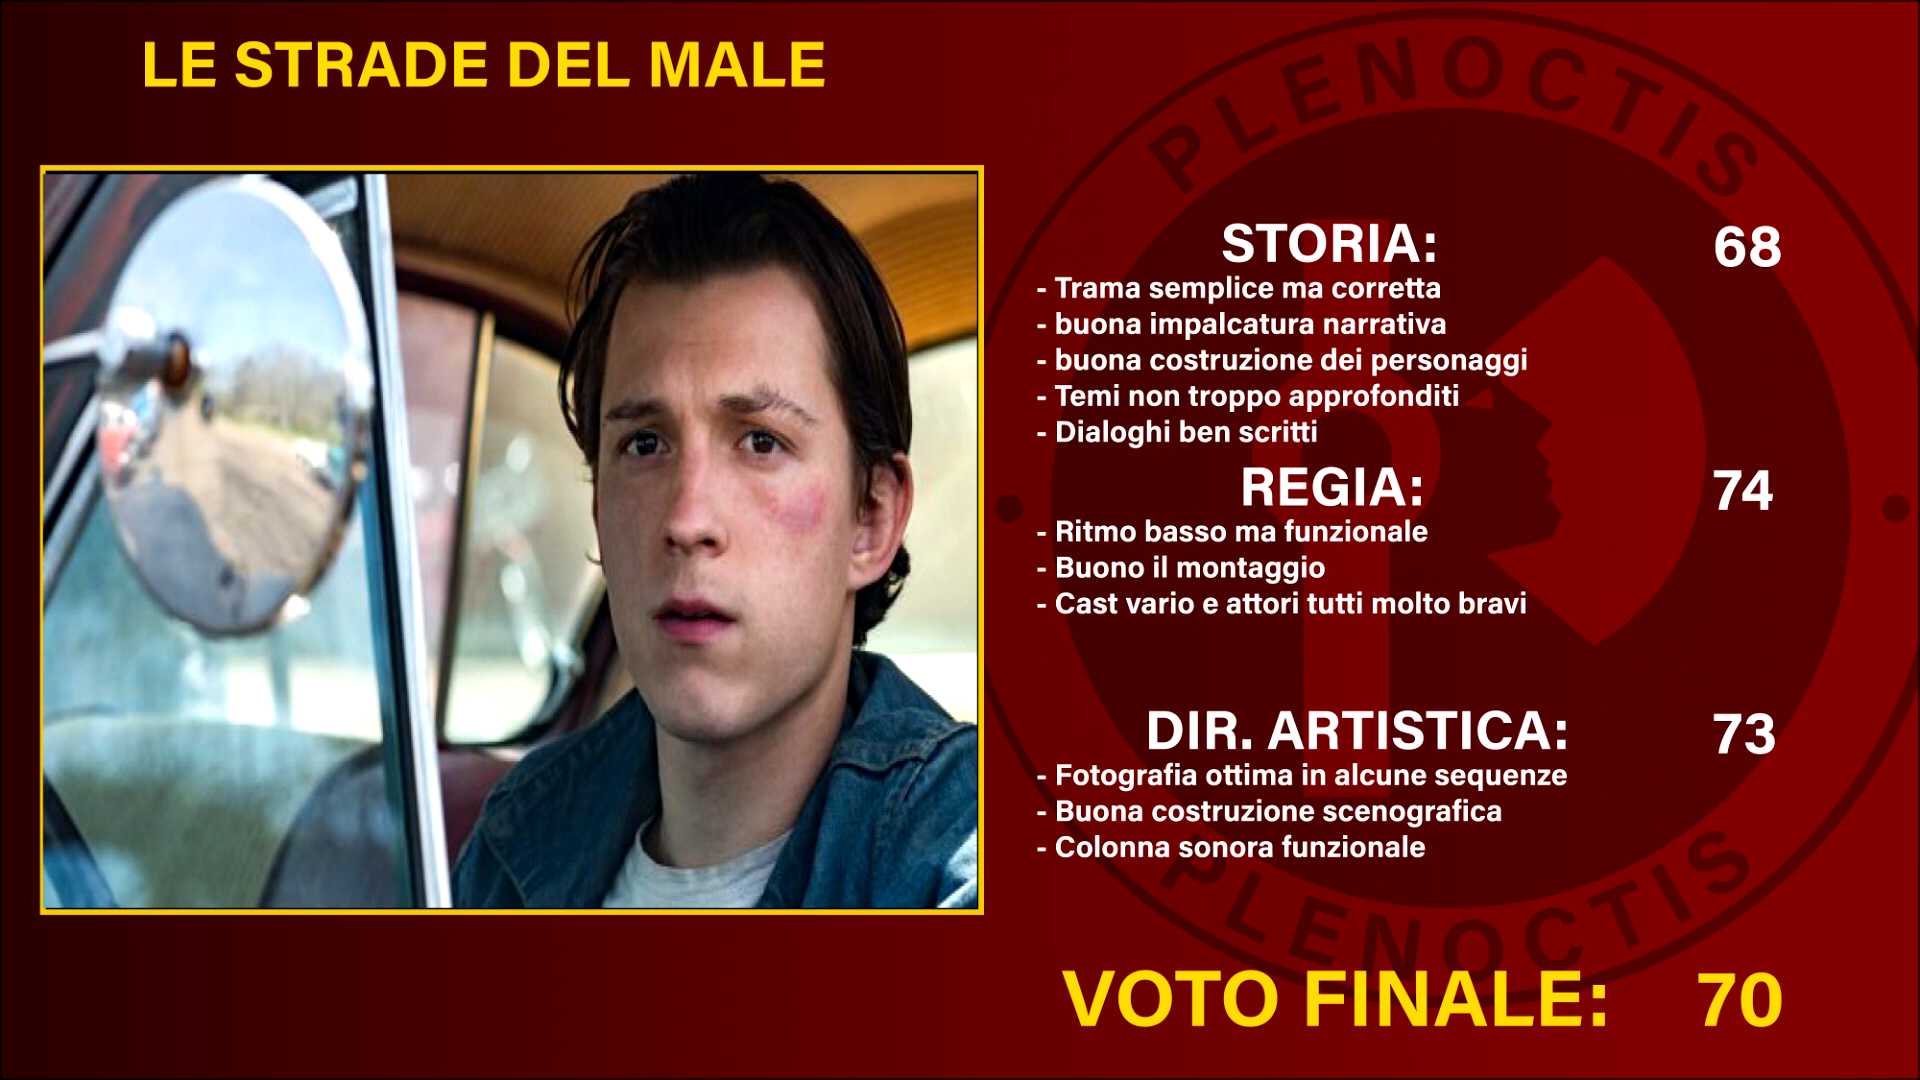 LE STRADE DEL MALE
PLENOCTIS
STORIA: 68
- Trama semplice ma corretta
- buona impalcatura narrativa
- buona costruzione dei personaggi
- Temi non troppo approfonditi
- Dialoghi ben scritti
REGIA: 74
- Ritmo basso ma funzionale
- Buono il montaggio
- Cast vario e attori tutti molto bravi
DIR. ARTISTICA: 73
- Fotografia ottima in alcune sequenze
- Buona costruzione scenografica
- Colonna sonora funzionale
PLENOCTIS
VOTO FINALE: 70